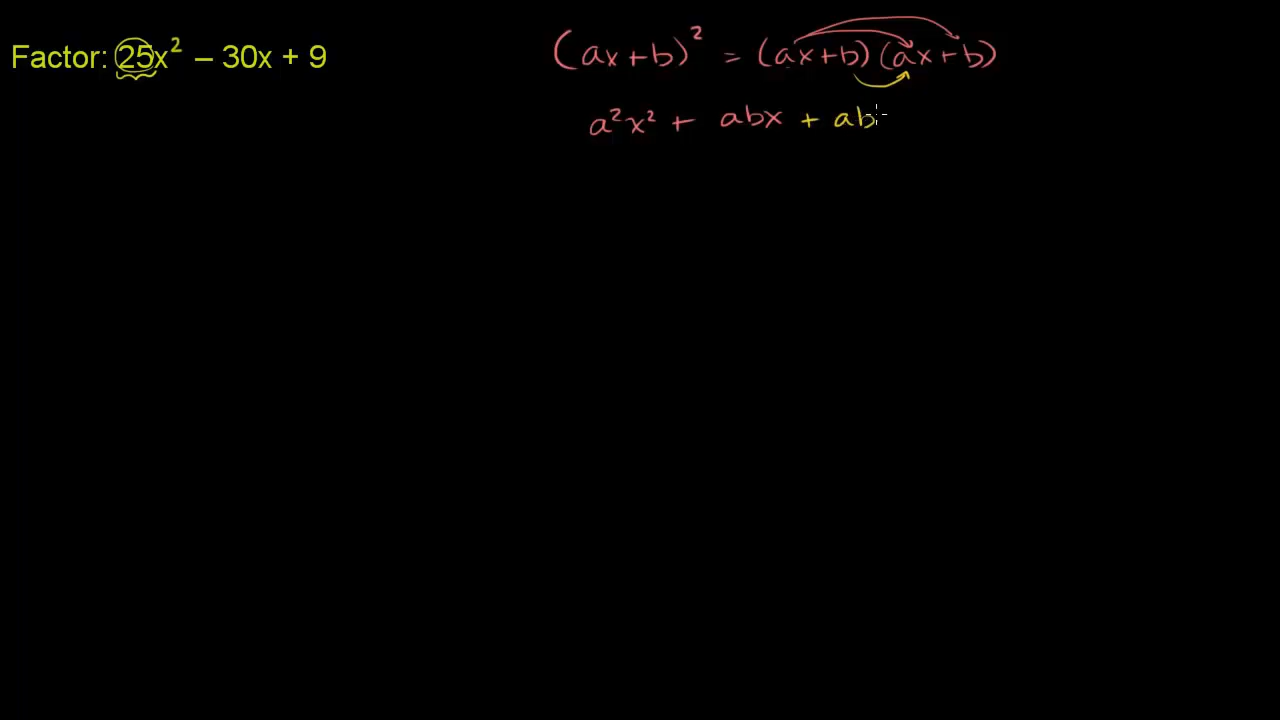 Factor: 25x² – 30x + 9
(ax+b)² = (ax+b)(ax+b)
a²x² + abx + ab